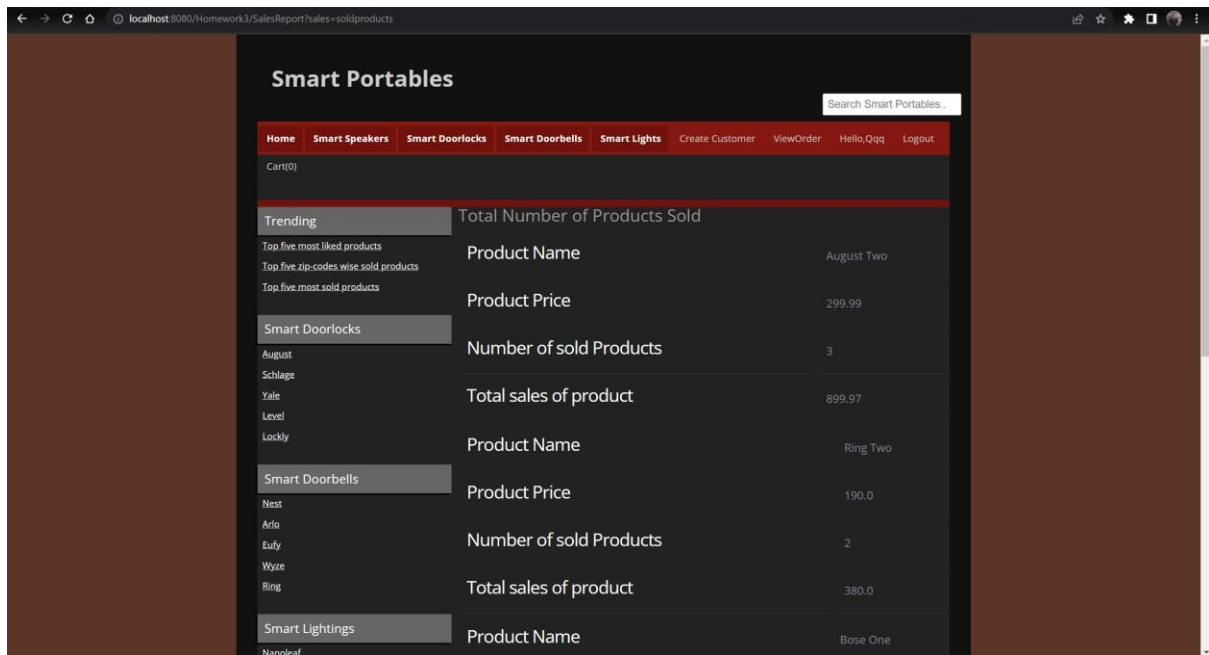 localhost:8080/Homework3/SalesReport?sales=soldproducts
Smart Portables
Search Smart Portables..
Home Smart Speakers Smart Doorlocks Smart Doorbells Smart Lights Create Customer ViewOrder Hello,Qqq Logout
Cart(0)
Trending
Top five most liked products
Top five zip-codes wise sold products
Top five most sold products
Smart Doorlocks
August
Schlage
Yale
Level
Lockly
Smart Doorbells
Nest
Arlo
Eufy
Wyze
Ring
Smart Lightings
Nanoleaf
Total Number of Products Sold
Product Name August Two
Product Price 299.99
Number of sold Products 3
Total sales of product 899.97
Product Name Ring Two
Product Price 190.0
Number of sold Products 2
Total sales of product 380.0
Product Name Bose One